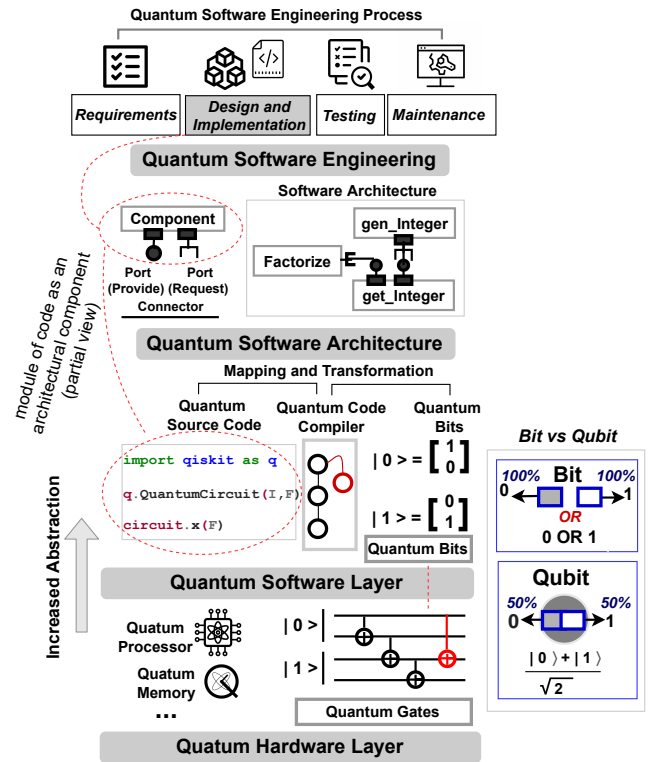 Quantum Software Engineering Process
</>
Requirements
Design and
Implementation
Testing
Maintenance
Quantum Software Engineering
Software Architecture
Component
Port
(Provide)
Port
(Request)
Connector
gen_Integer
Factorize
get_Integer
module of code as an
architectural component
(partial view)
Quantum Software Architecture
Mapping and Transformation
Quantum
Source Code
Quantum Code
Compiler
Quantum
Bits
import qiskit as q
q.QuantumCircuit(I,F)
circuit.x(F)
| 0 > = [ 1
0 ]
| 1 > = [ 0
1 ]
Quantum Bits
Quantum Software Layer
Increased Abstraction
Quatum
Processor
Quatum
Memory
...
| 0 >
| 1 >
Quantum Gates
Quatum Hardware Layer
Bit vs Qubit
100% Bit 100%
0 1
OR
0 OR 1
Qubit
50% 50%
0 1
| 0 ⟩ + | 1 ⟩
√2